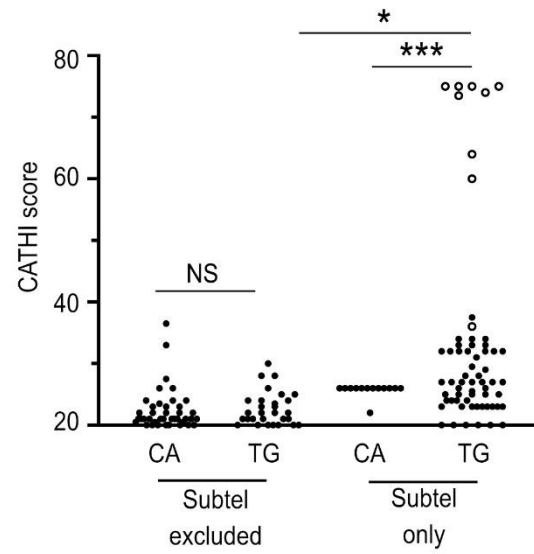 *
***
80
60
40
20
CATHI score
NS
CA TG CA TG
Subtel Subtel
excluded only